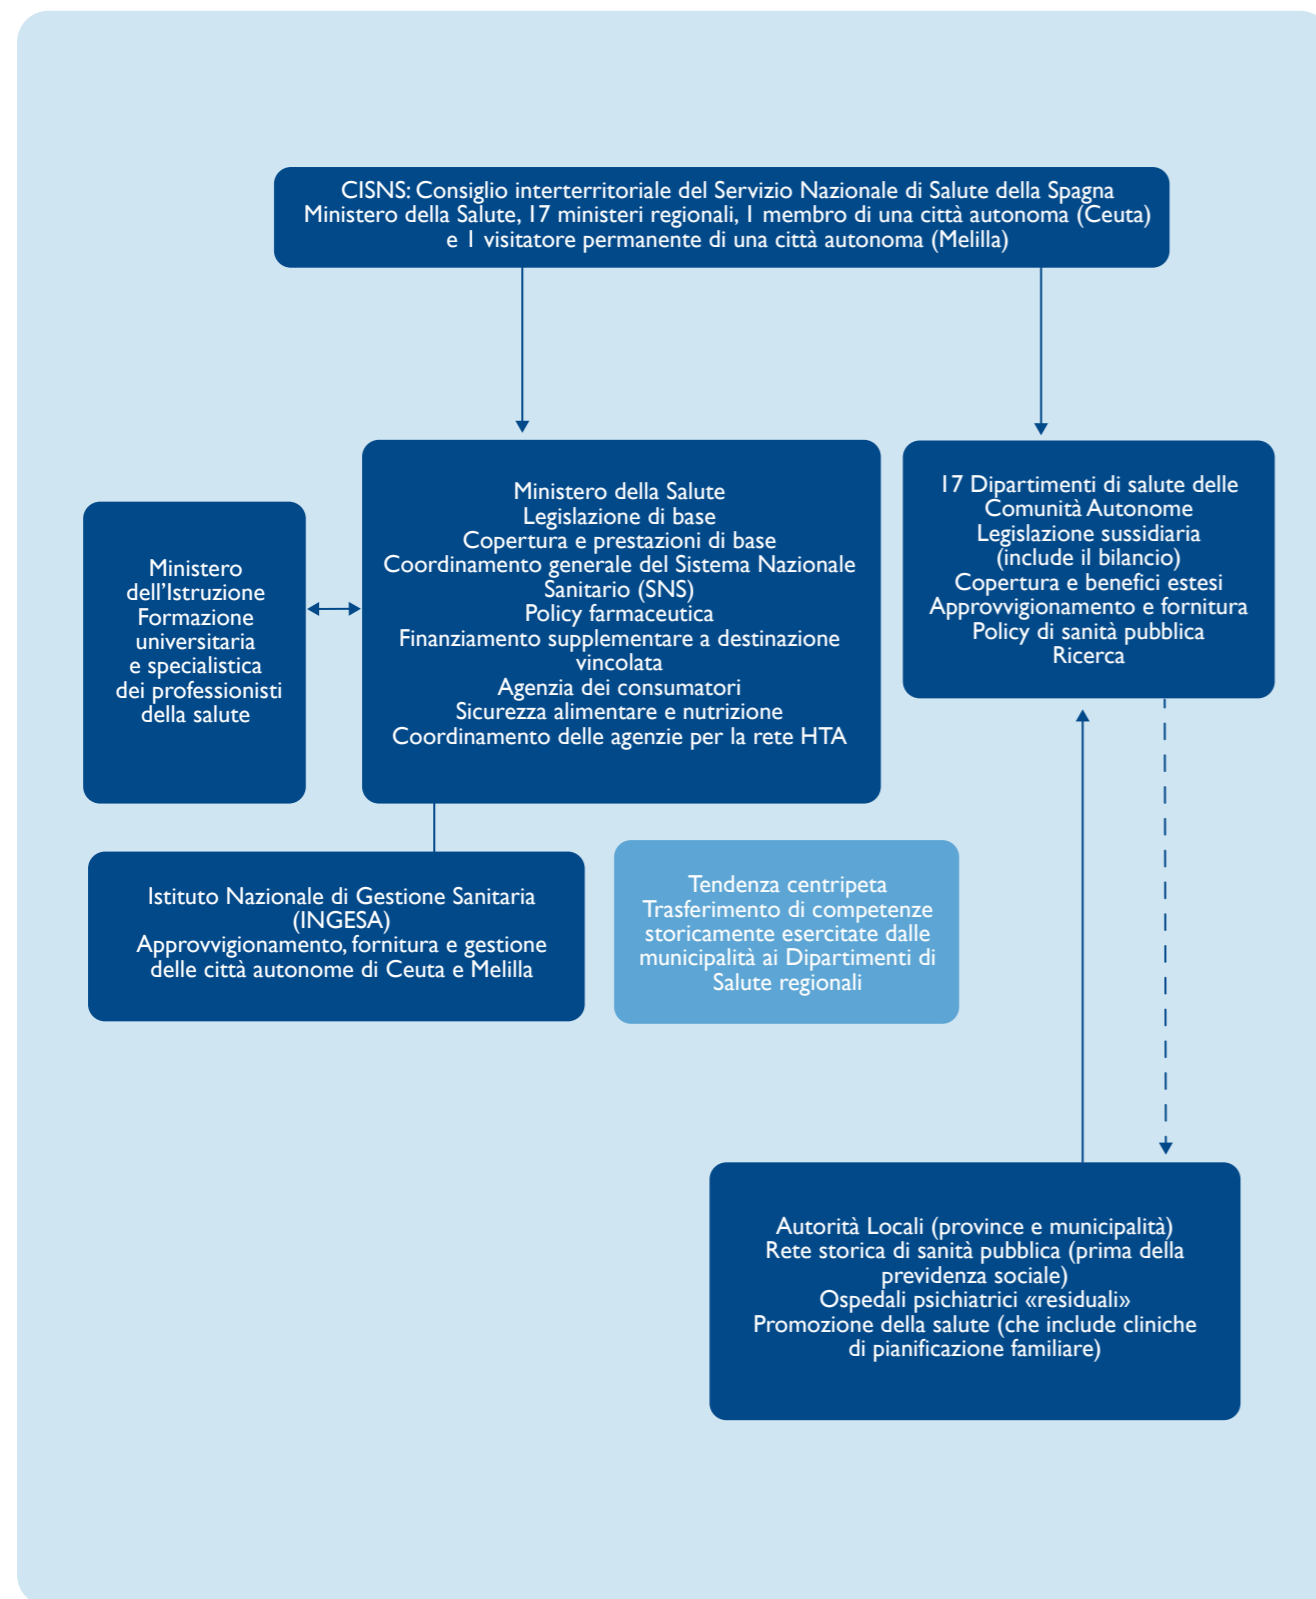 CISNS: Consiglio interterritoriale del Servizio Nazionale di Salute della Spagna
Ministero della Salute, 17 ministeri regionali, 1 membro di una città autonoma (Ceuta)
e 1 visitatore permanente di una città autonoma (Melilla)
Ministero
dell'Istruzione
Formazione
universitaria
e specialistica
dei professionisti
della salute
Ministero della Salute
Legislazione di base
Copertura e prestazioni di base
Coordinamento generale del Sistema Nazionale
Sanitario (SNS)
Policy farmaceutica
Finanziamento supplementare a destinazione
vincolata
Agenzia dei consumatori
Sicurezza alimentare e nutrizione
Coordinamento delle agenzie per la rete HTA
17 Dipartimenti di salute delle
Comunità Autonome
Legislazione sussidiaria
(include il bilancio)
Copertura e benefici estesi
Approvvigionamento e fornitura
Policy di sanità pubblica
Ricerca
Istituto Nazionale di Gestione Sanitaria
(INGESA)
Approvvigionamento, fornitura e gestione
delle città autonome di Ceuta e Melilla
Tendenza centripeta
Trasferimento di competenze
storicamente esercitate dalle
municipalità ai Dipartimenti di
Salute regionali
Autorità Locali (province e municipalità)
Rete storica di sanità pubblica (prima della
previdenza sociale)
Ospedali psichiatrici «residuali»
Promozione della salute (che include cliniche
di pianificazione familiare)